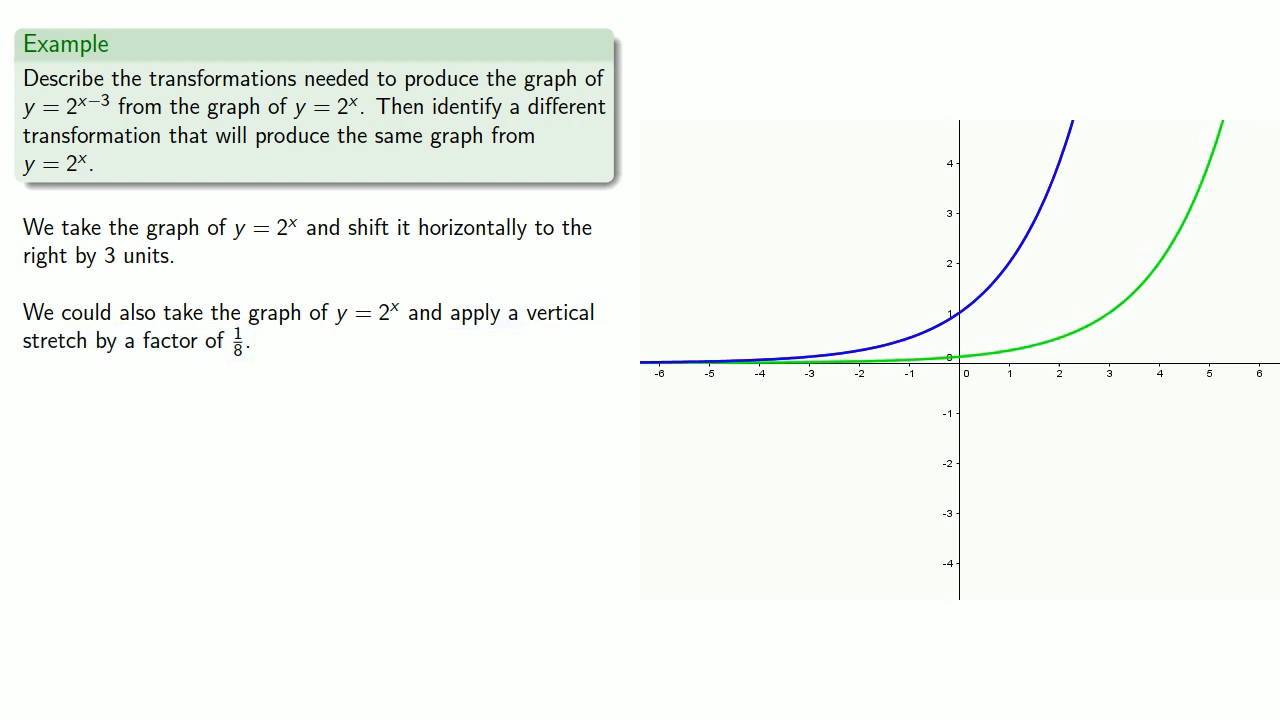 Example
Describe the transformations needed to produce the graph of
y = 2^{x−3} from the graph of y = 2^x. Then identify a different
transformation that will produce the same graph from
y = 2^x.
We take the graph of y = 2^x and shift it horizontally to the
right by 3 units.
We could also take the graph of y = 2^x and apply a vertical
stretch by a factor of 1/8.
4
3
2
1
0
-6 -5 -4 -3 -2 -1 0 1 2 3 4 5 6
-1
-2
-3
-4